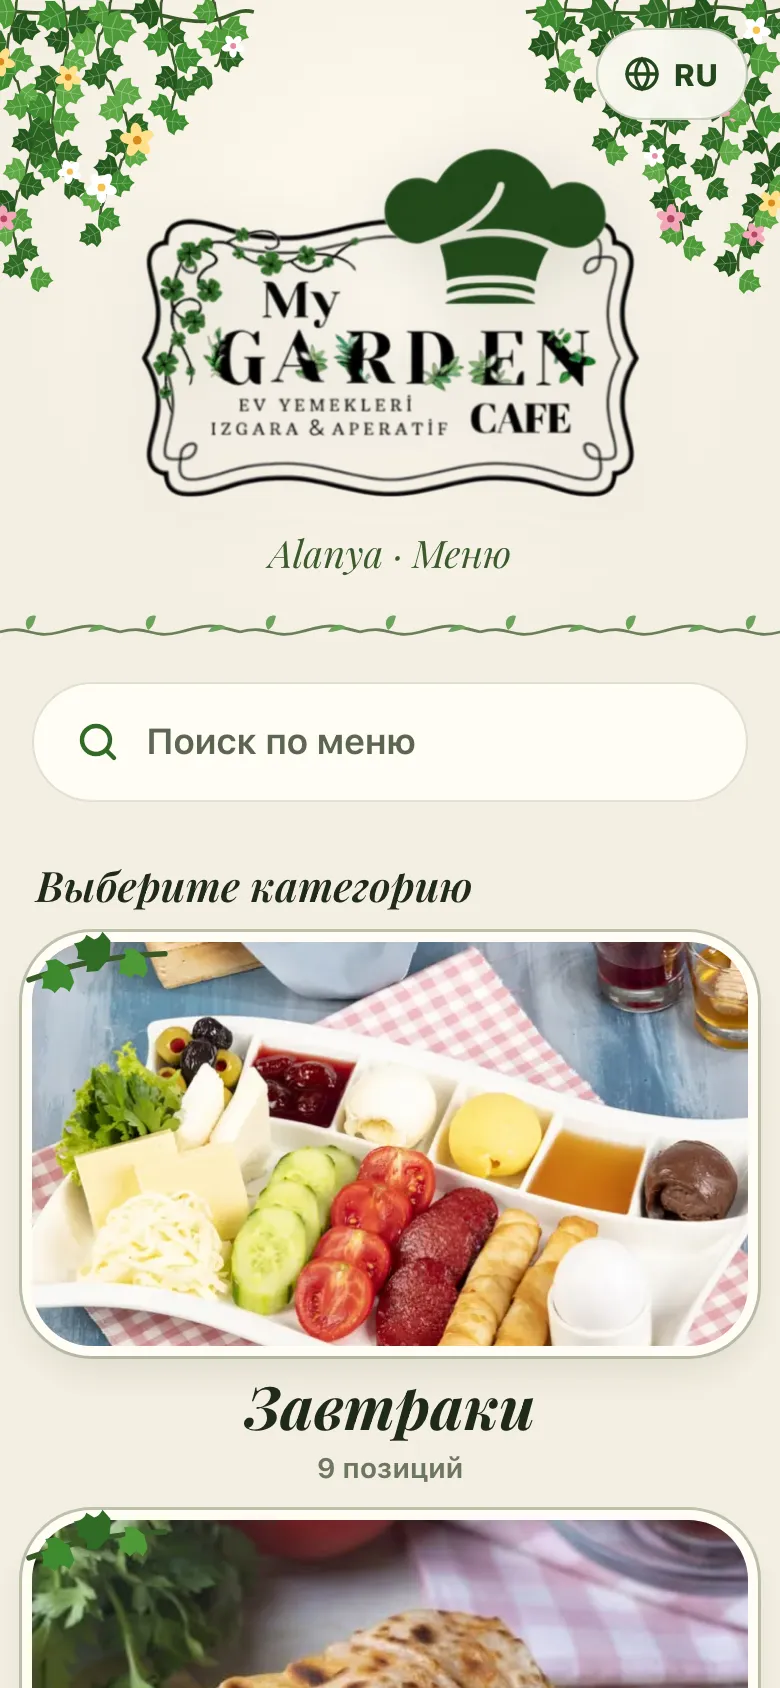 RU
My
GARDEN
EV YEMEKLERİ
IZGARA & APERATİF
CAFE
Alanya · Меню
Поиск по меню
Выберите категорию
Завтраки
9 позиций